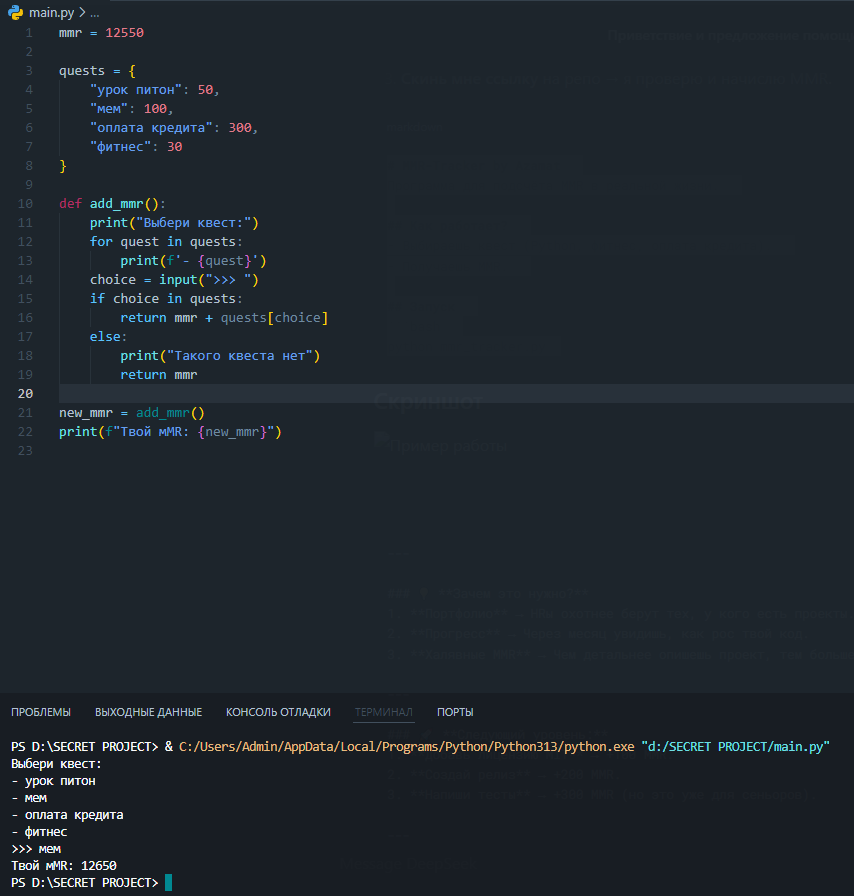 main.py > ...
1 mmr = 12550
2
3 quests = {
4     "урок питон": 50,
5     "мем": 100,
6     "оплата кредита": 300,
7     "фитнес": 30
8 }
9
10 def add_mmr():
11     print("Выбери квест:")
12     for quest in quests:
13         print(f'- {quest}')
14     choice = input(">>> ")
15     if choice in quests:
16         return mmr + quests[choice]
17     else:
18         print("Такого квеста нет")
19         return mmr
20
21 new_mmr = add_mmr()
22 print(f"Твой мMR: {new_mmr}")
23
Скриншот
ПРОБЛЕМЫ ВЫХОДНЫЕ ДАННЫЕ КОНСОЛЬ ОТЛАДКИ ТЕРМИНАЛ ПОРТЫ
PS D:\SECRET PROJECT> & C:/Users/Admin/AppData/Local/Programs/Python/Python313/python.exe "d:/SECRET PROJECT/main.py"
Выбери квест:
- урок питон
- мем
- оплата кредита
- фитнес
>>> мем
Твой мMR: 12650
PS D:\SECRET PROJECT>